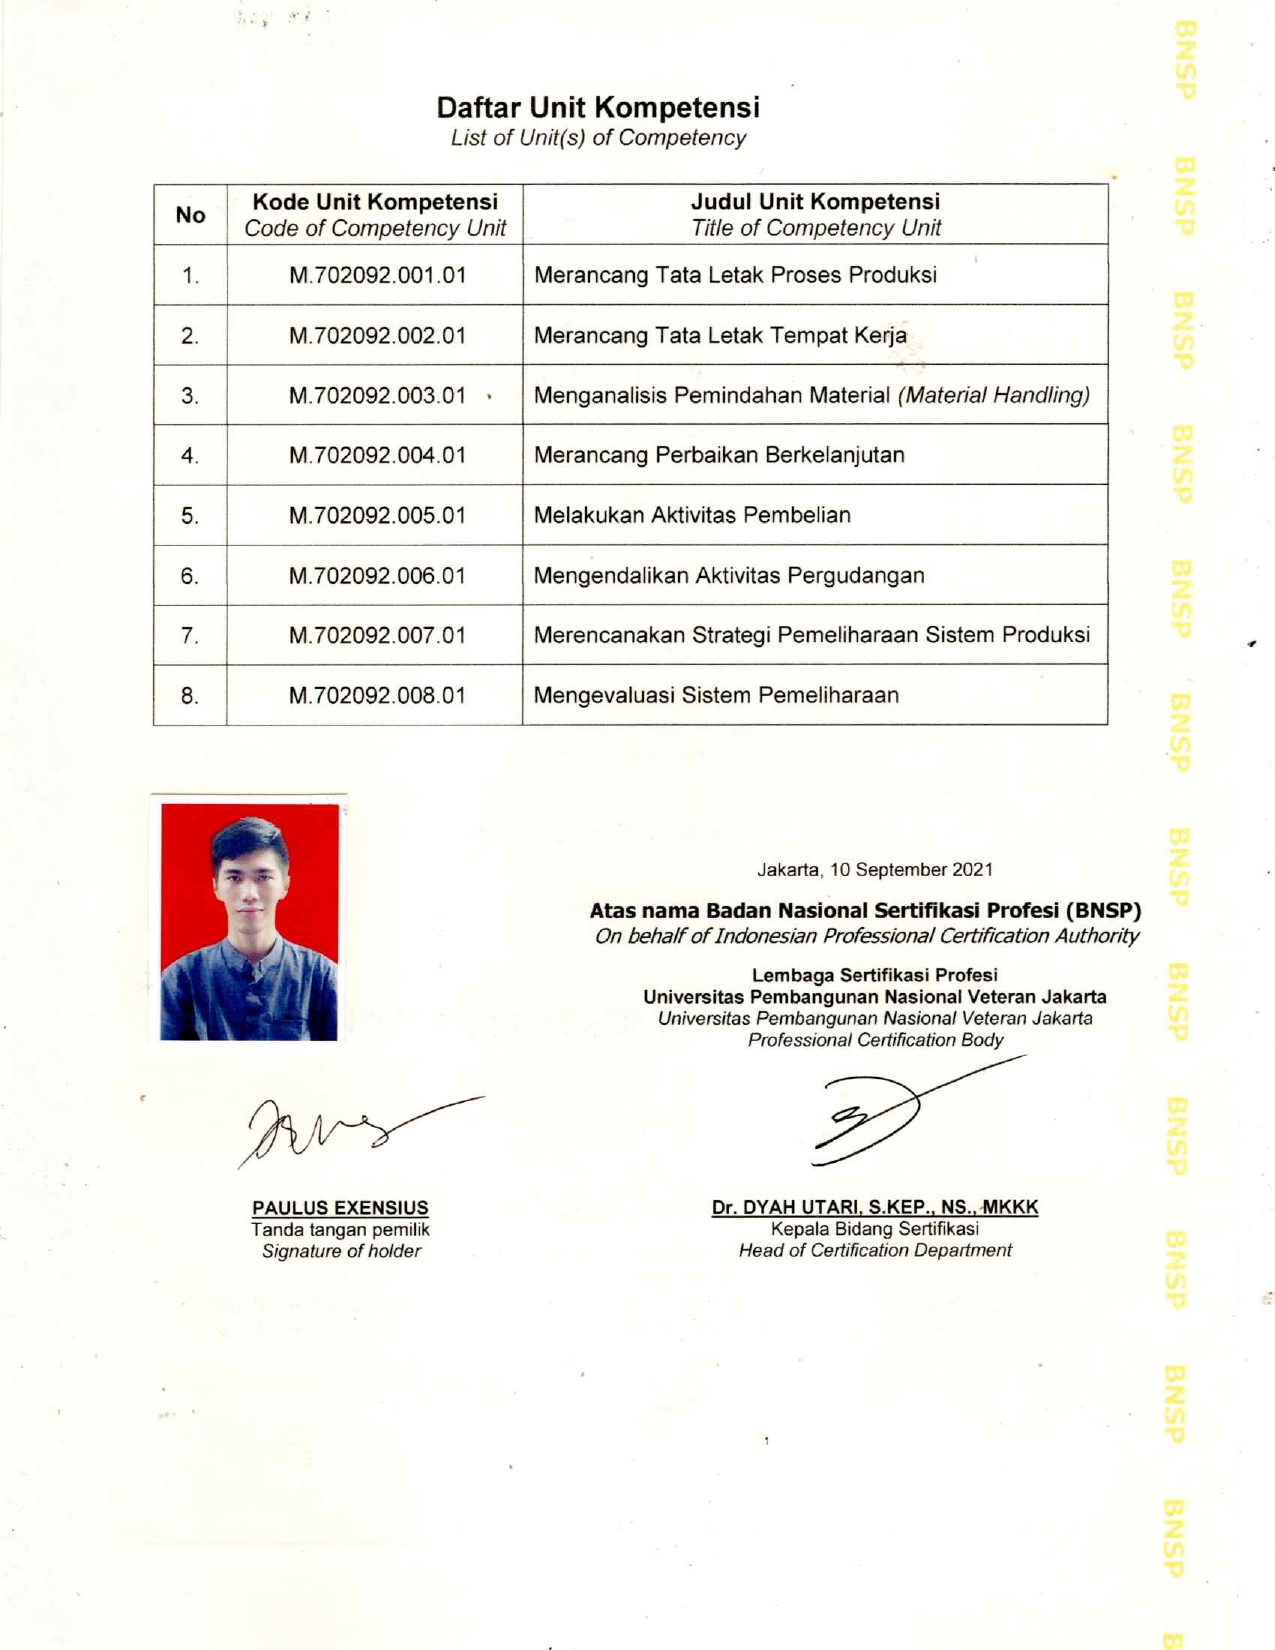 Daftar Unit Kompetensi
List of Unit(s) of Competency
No Kode Unit Kompetensi Judul Unit Kompetensi
Code of Competency Unit Title of Competency Unit
1. M.702092.001.01 Merancang Tata Letak Proses Produksi
2. M.702092.002.01 Merancang Tata Letak Tempat Kerja
3. M.702092.003.01 Menganalisis Pemindahan Material (Material Handling)
4. M.702092.004.01 Merancang Perbaikan Berkelanjutan
5. M.702092.005.01 Melakukan Aktivitas Pembelian
6. M.702092.006.01 Mengendalikan Aktivitas Pergudangan
7. M.702092.007.01 Merencanakan Strategi Pemeliharaan Sistem Produksi
8. M.702092.008.01 Mengevaluasi Sistem Pemeliharaan
Jakarta, 10 September 2021
Atas nama Badan Nasional Sertifikasi Profesi (BNSP)
On behalf of Indonesian Professional Certification Authority
Lembaga Sertifikasi Profesi
Universitas Pembangunan Nasional Veteran Jakarta
Universitas Pembangunan Nasional Veteran Jakarta
Professional Certification Body
PAULUS EXENSIUS
Tanda tangan pemilik
Signature of holder
Dr. DYAH UTARI, S.KEP., NS., MKKK
Kepala Bidang Sertifikasi
Head of Certification Department
BNSP BNSP BNSP BNSP BNSP BNSP BNSP BNSP BNSP BNSP BNSP BNSP B